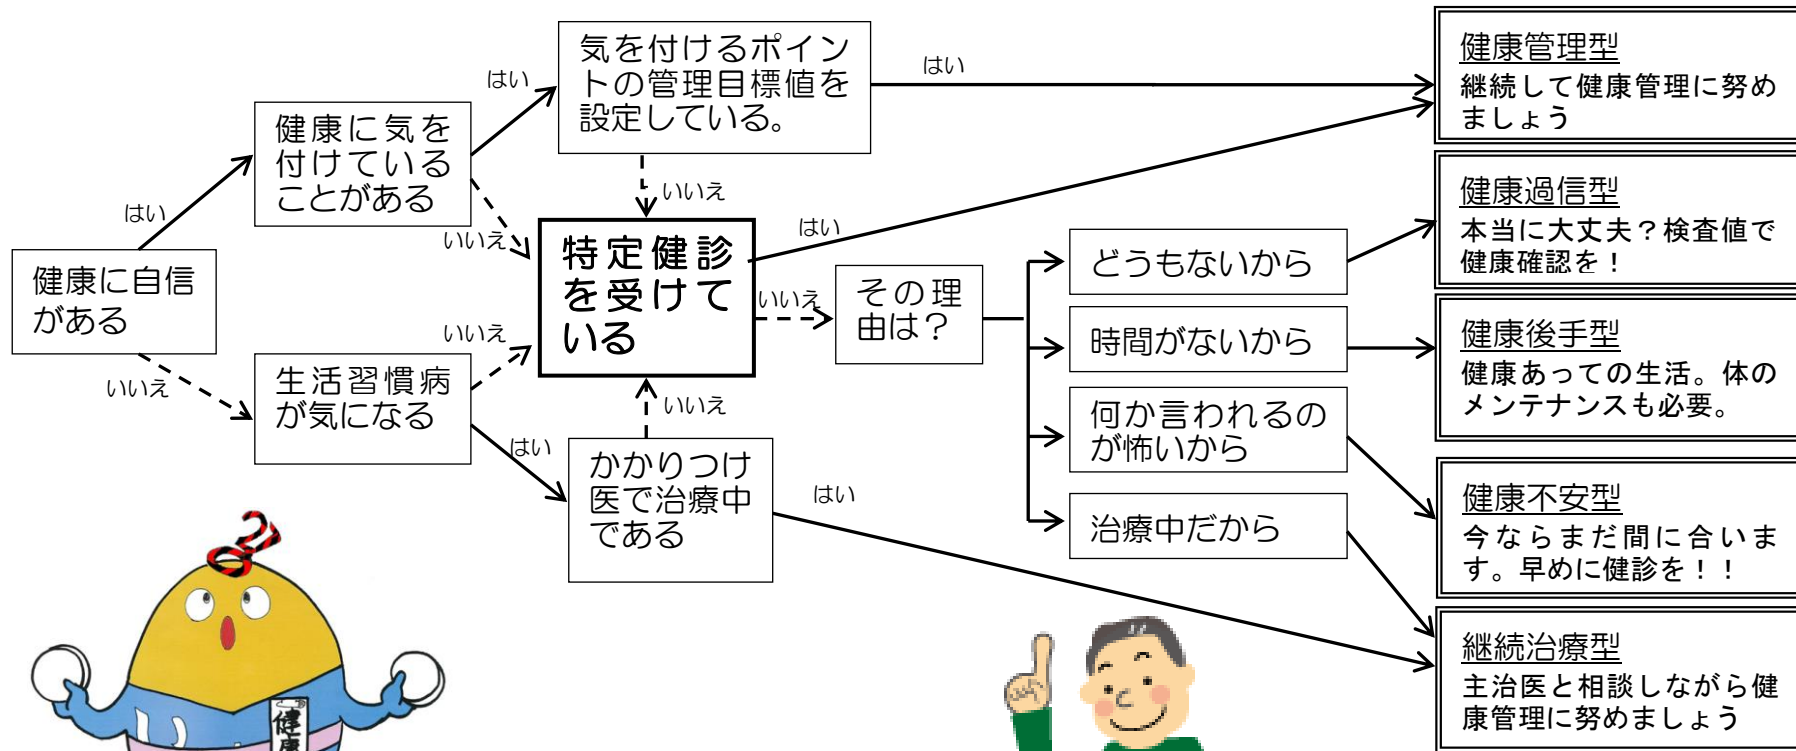 健康に自信
がある
はい
いいえ
健康に気を
付けている
ことがある
はい
いいえ
生活習慣病
が気になる
いいえ
はい
気を付けるポイン
トの管理目標値を
設定している。
はい
いいえ
特定健診
を受けて
いる
はい
いいえ
かかりつけ
医で治療中
である
いいえ
はい
その理
由は？
どうもないから
時間がないから
何か言われるの
が怖いから
治療中だから
健康管理型
継続して健康管理に努め
ましょう
健康過信型
本当に大丈夫？検査値で
健康確認を！
健康後手型
健康あっての生活。体の
メンテナンスも必要。
健康不安型
今ならまだ間に合いま
す。早めに健診を！！
継続治療型
主治医と相談しながら健
康管理に努めましょう
健康